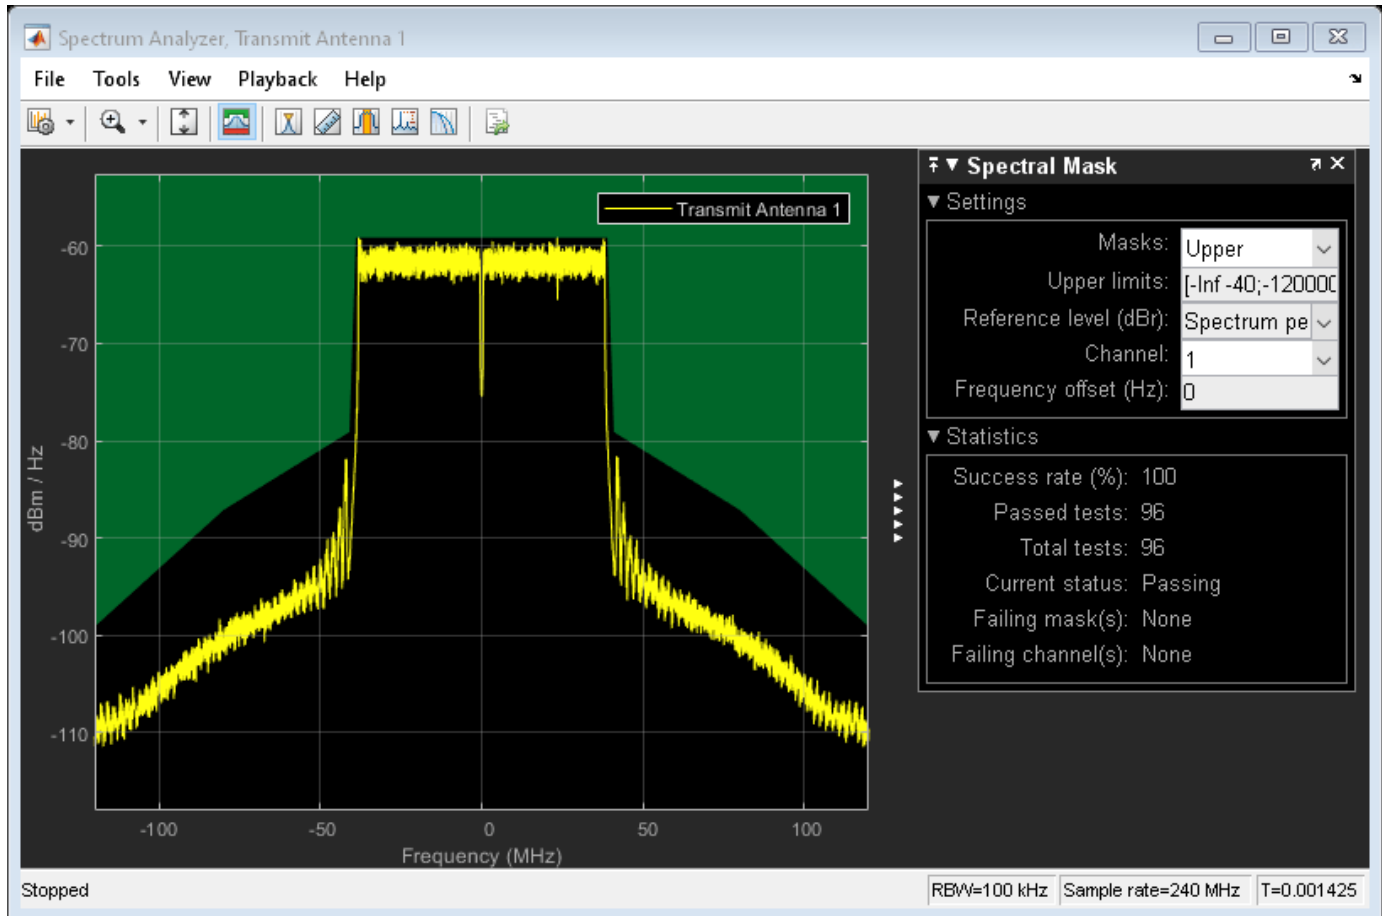 Spectrum Analyzer, Transmit Antenna 1
File Tools View Playback Help
Transmit Antenna 1
-60
-70
-80
-90
-100
-110
dBm / Hz
-100 -50 0 50 100
Frequency (MHz)
Spectral Mask
Settings
Masks: Upper
Upper limits: [-Inf -40;-120000
Reference level (dBr): Spectrum pe
Channel: 1
Frequency offset (Hz): 0
Statistics
Success rate (%): 100
Passed tests: 96
Total tests: 96
Current status: Passing
Failing mask(s): None
Failing channel(s): None
Stopped
RBW=100 kHz Sample rate=240 MHz T=0.001425